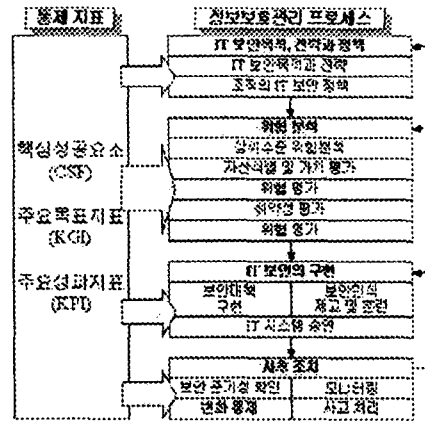 통제 지표
정보보호관리 프로세스
IT 보안목적, 전략과 정책
IT 보안목적과 전략
조직의 IT 보안 정책
핵심성공요소
(CSF)
주요목표지표
(KGI)
주요성과지표
(KPI)
위험 분석
상위수준 위험분석
자산식별 및 가치 평가
위협 평가
취약성 평가
위험 평가
IT 보안의 구현
보안대책
구현
보안의식
제고 및 훈련
IT 시스템 승인
사후 조치
보안 준거성 확인
모니터링
변화 통제
사고 처리